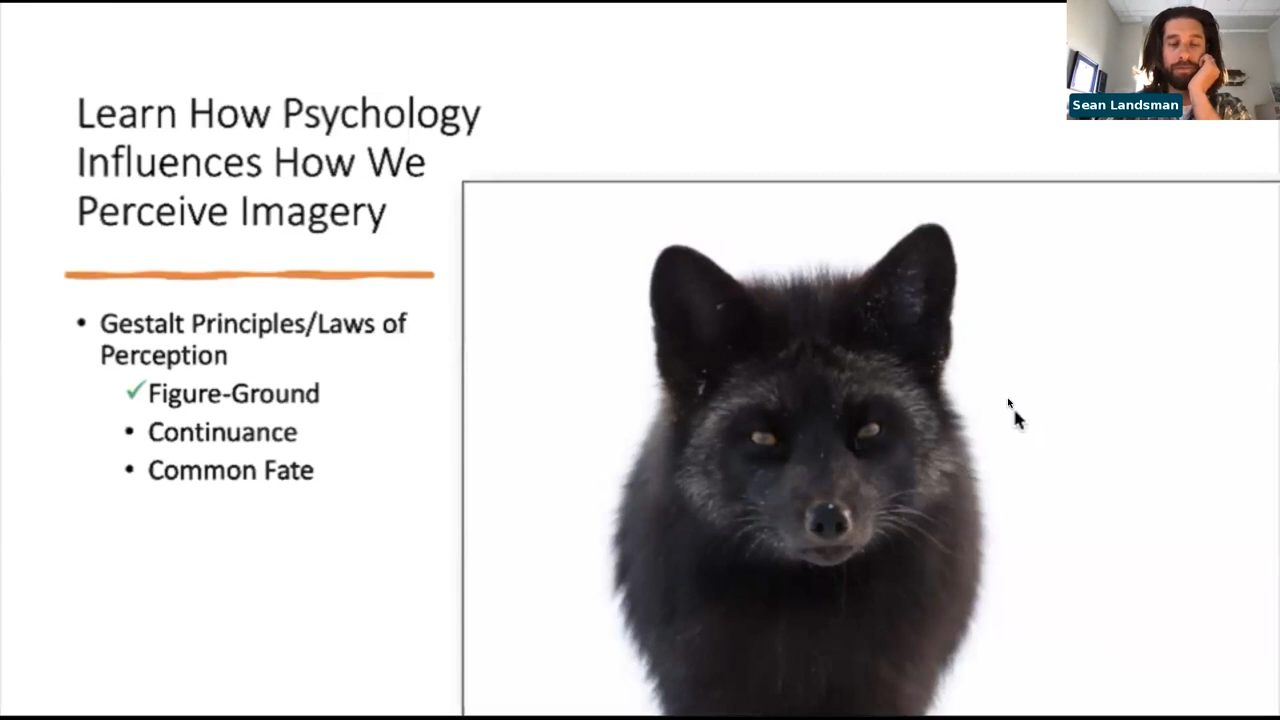 Learn How Psychology
Influences How We
Perceive Imagery
• Gestalt Principles/Laws of
Perception
✓Figure-Ground
• Continuance
• Common Fate
Sean Landsman